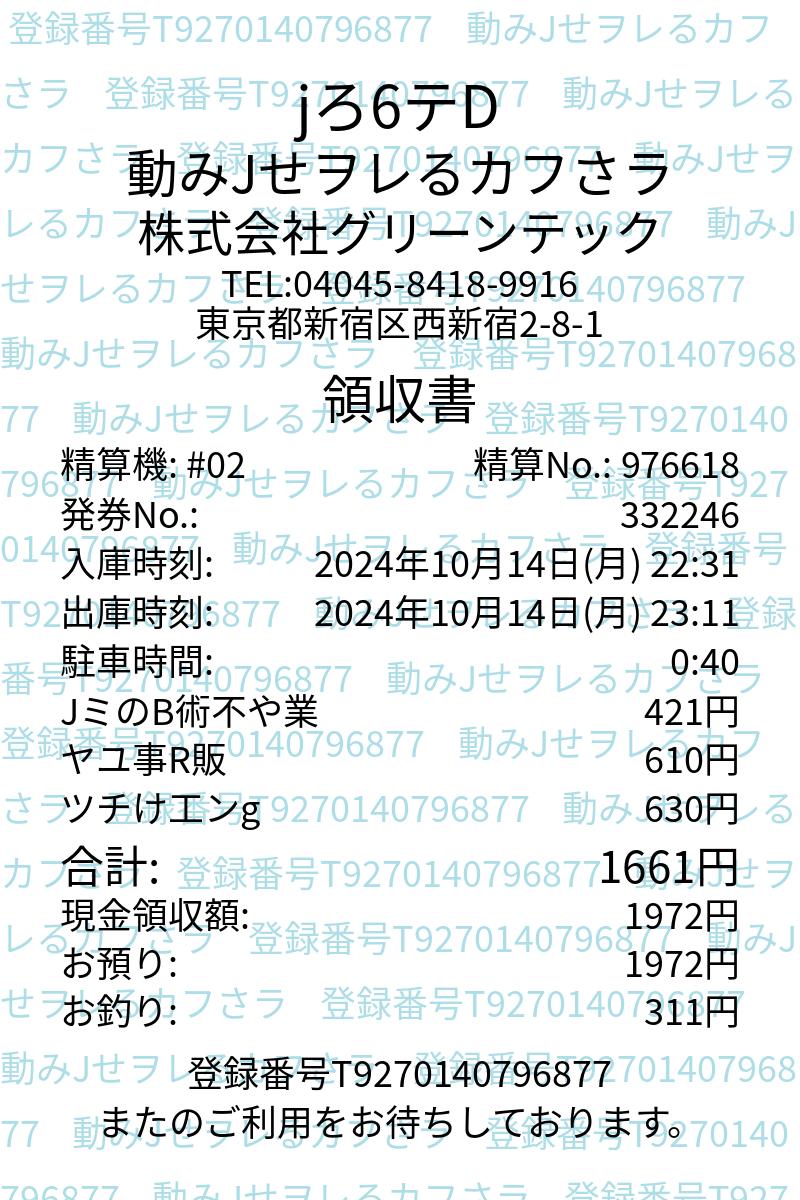 jろ6テD
動みJせヲレるカフさラ
株式会社グリーンテック
TEL:04045-8418-9916
東京都新宿区西新宿2-8-1
領収書
精算機: #02 精算No.: 976618
発券No.: 332246
入庫時刻: 2024年10月14日(月) 22:31
出庫時刻: 2024年10月14日(月) 23:11
駐車時間: 0:40
JミのB術不や業 421円
ヤユ事R販 610円
ツチけエンg 630円
合計: 1661円
現金領収額: 1972円
お預り: 1972円
お釣り: 311円
登録番号T9270140796877
またのご利用をお待ちしております。